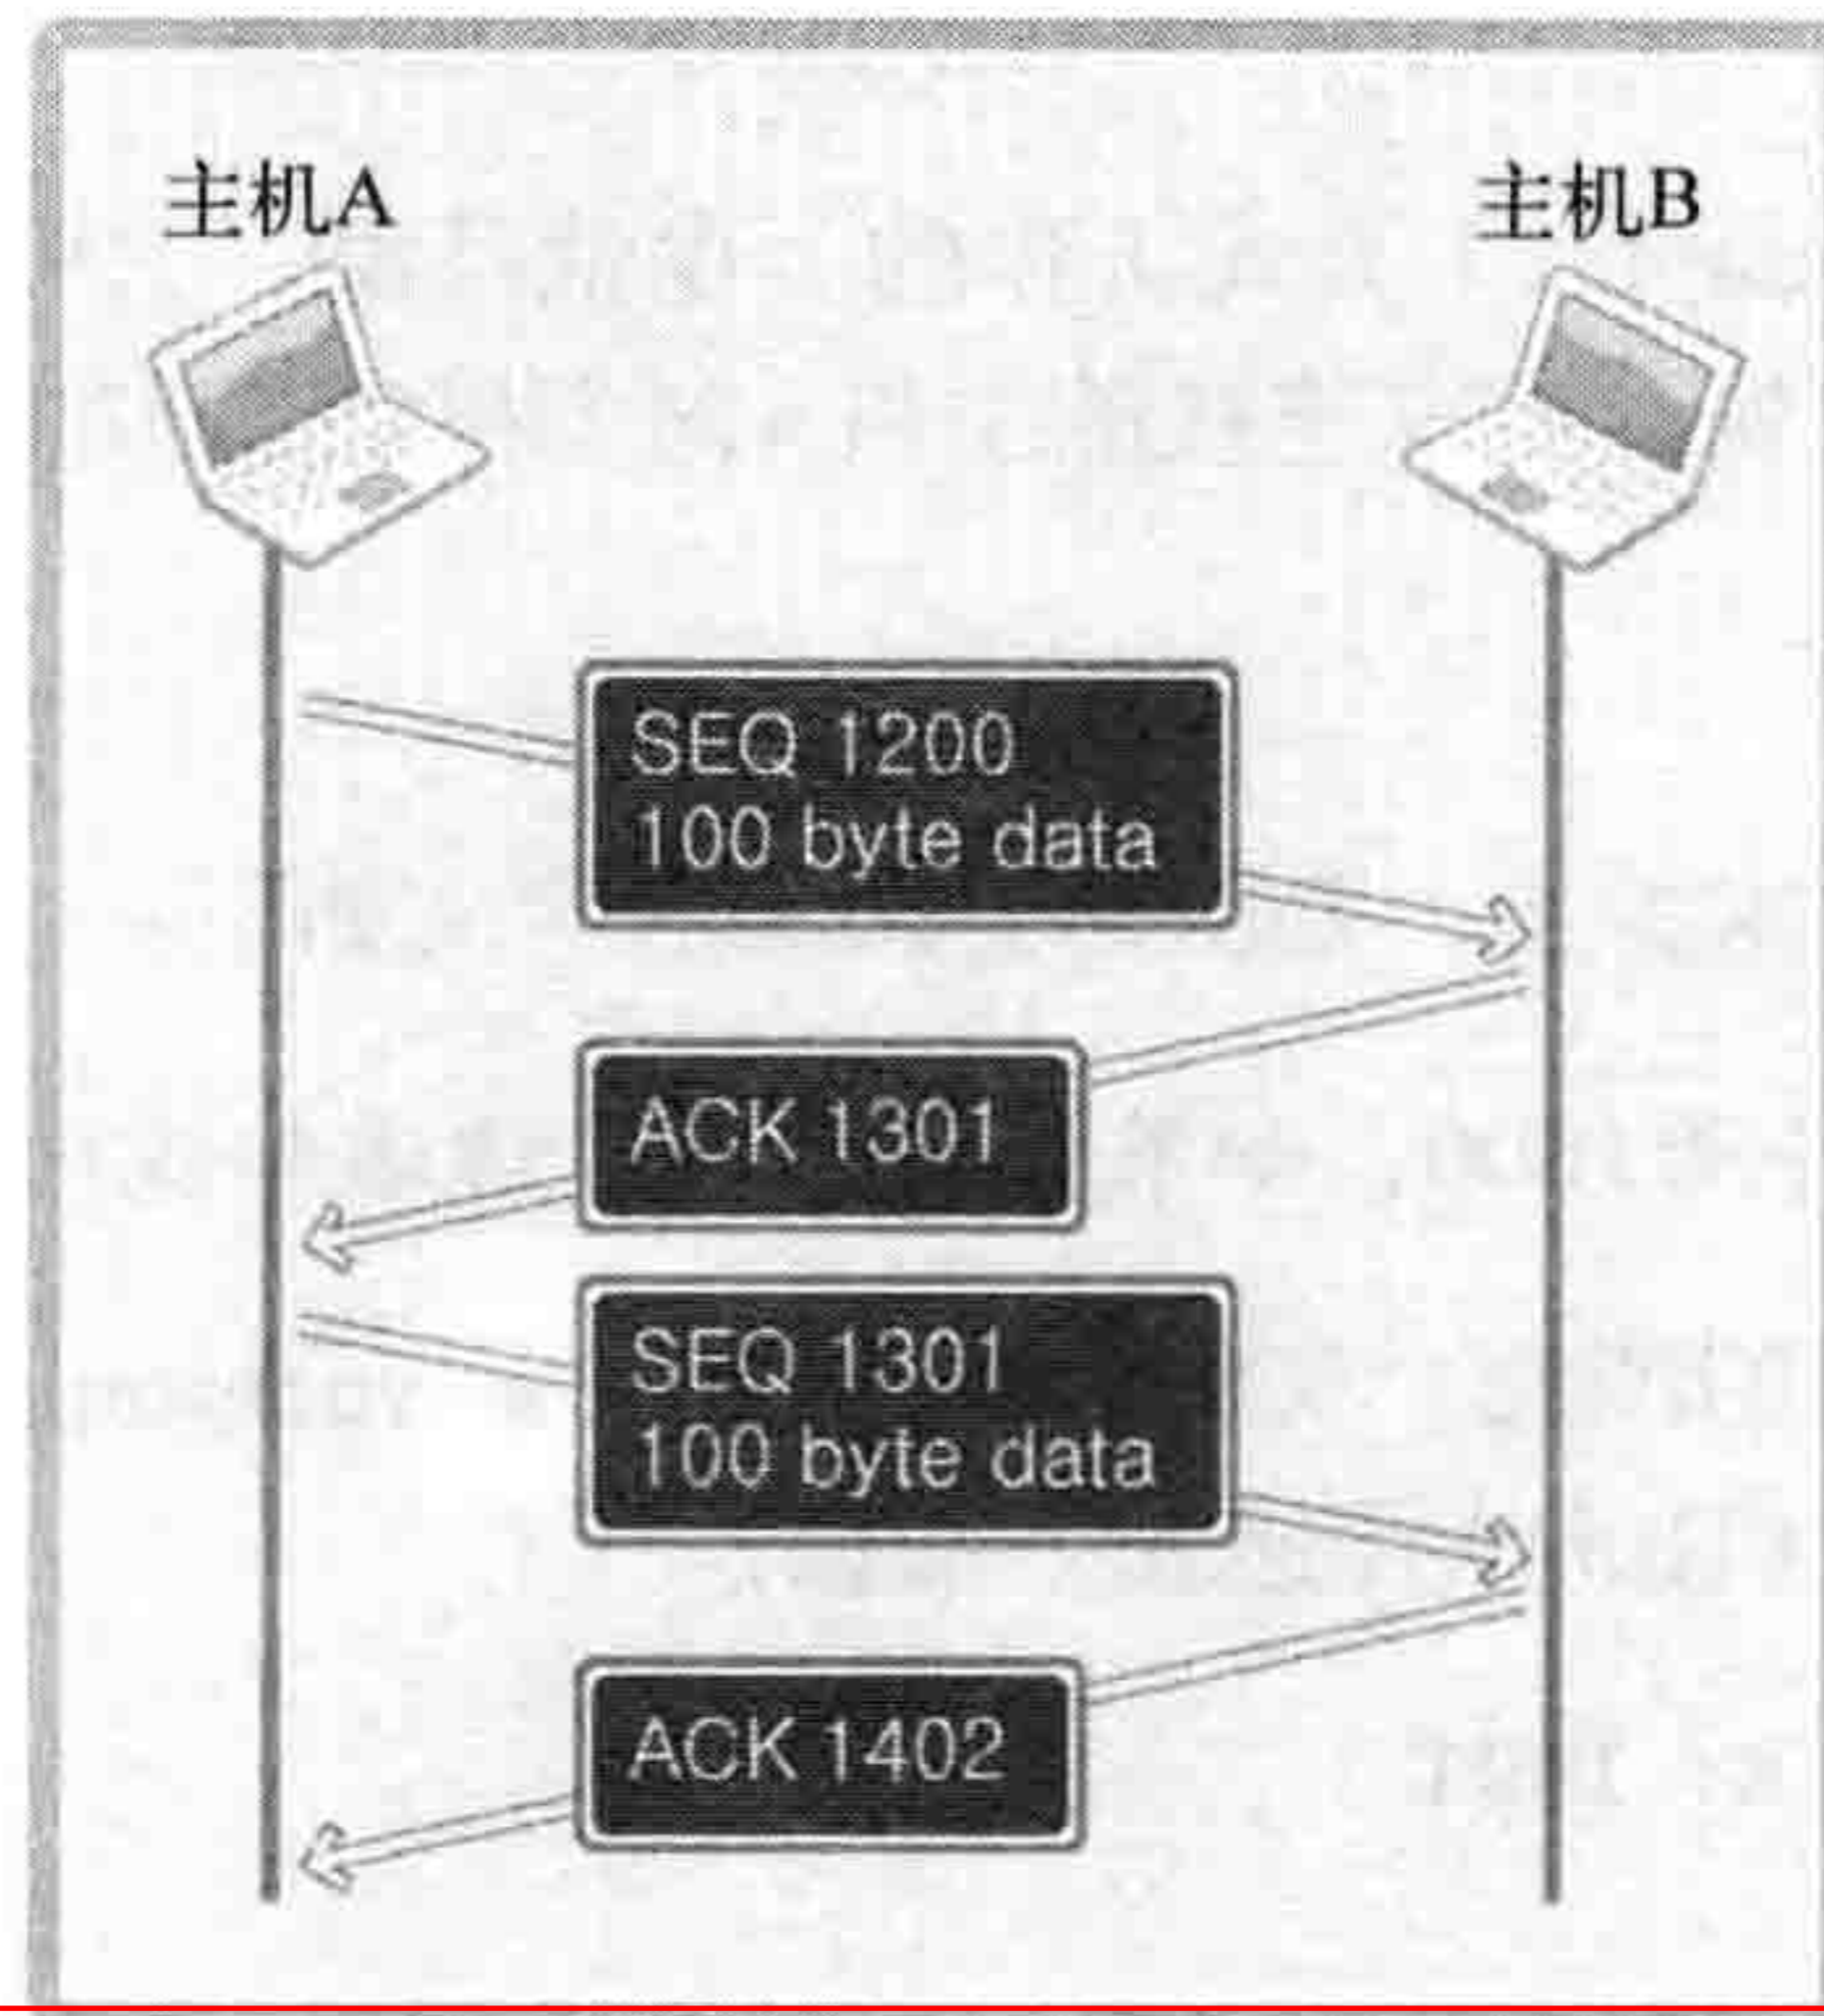 主机A
主机B
SEQ 1200
100 byte data
ACK 1301
SEQ 1301
100 byte data
ACK 1402